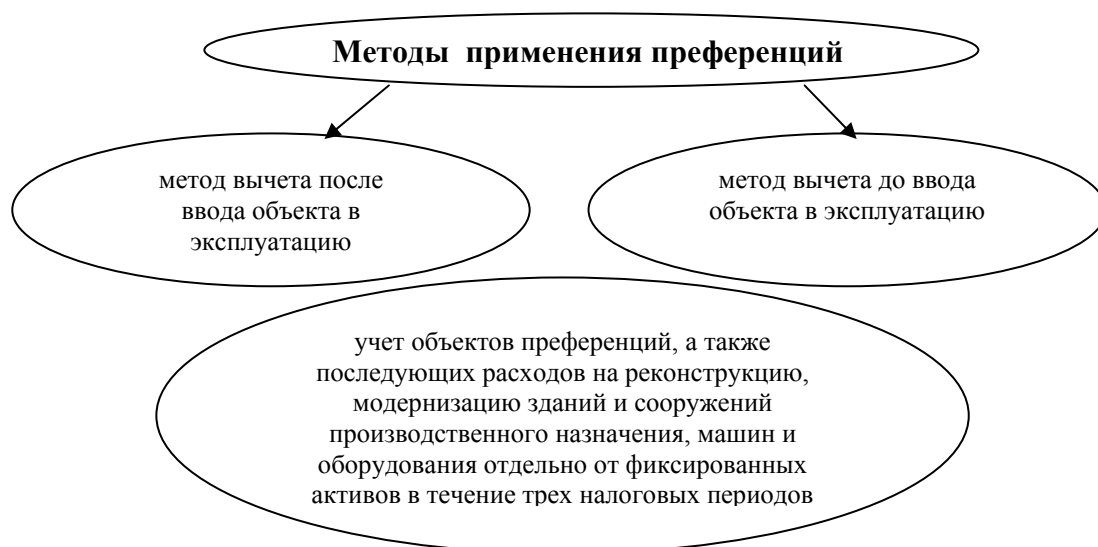 Методы применения преференций
метод вычета после
ввода объекта в
эксплуатацию
метод вычета до ввода
объекта в эксплуатацию
учет объектов преференций, а также
последующих расходов на реконструкцию,
модернизацию зданий и сооружений
производственного назначения, машин и
оборудования отдельно от фиксированных
активов в течение трех налоговых периодов